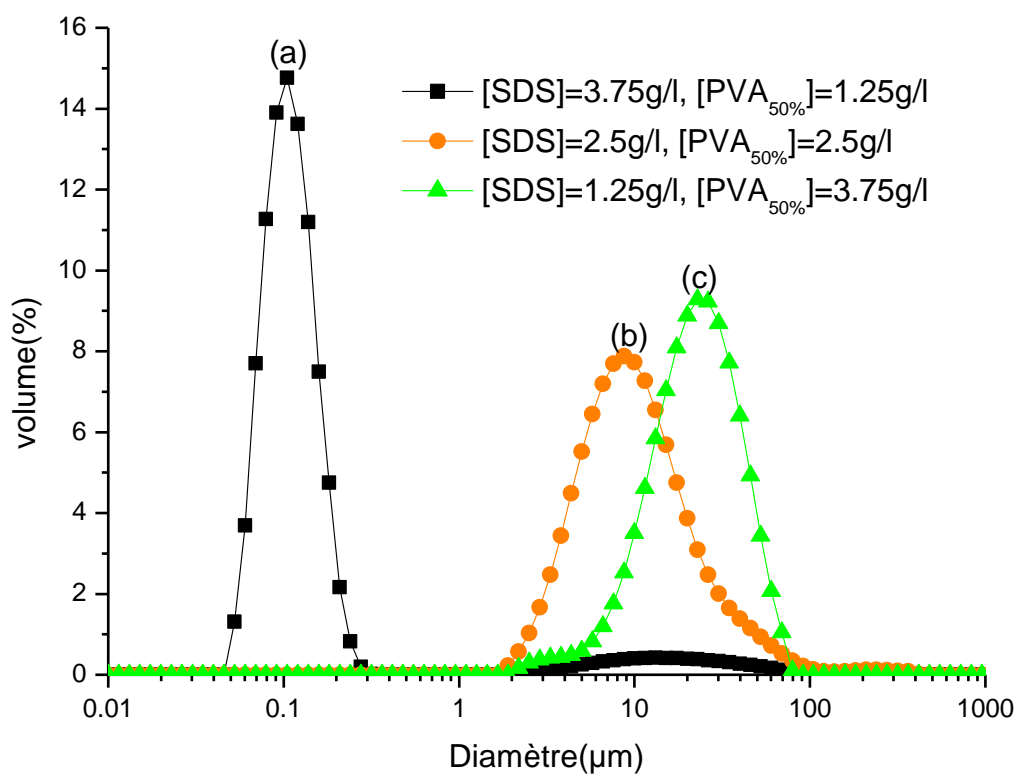 16
14
12
10
8
6
4
2
0
volume(%)
(a)
(b)
(c)
[SDS]=3.75g/l, [PVA50%]=1.25g/l
[SDS]=2.5g/l, [PVA50%]=2.5g/l
[SDS]=1.25g/l, [PVA50%]=3.75g/l
0.01 0.1 1 10 100 1000
Diamètre(µm)